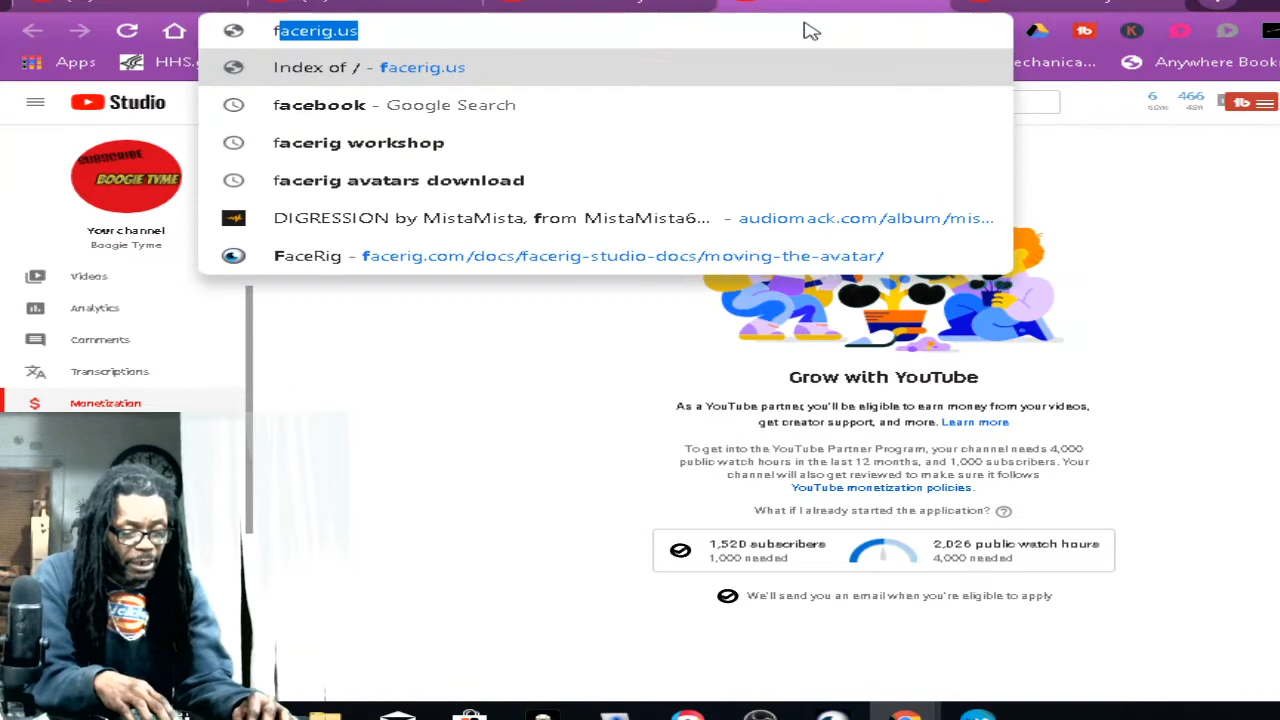 facerig.us
Index of / - facerig.us
Apps
HHS.g
echanica...
Anywhere Book
facebook - Google Search
Studio
6
466
60m
48h
facerig workshop
SUBSCRIBE
BOOGIE TYME
facerig avatars download
DIGRESSION by MistaMista, from MistaMista6... - audiomack.com/album/mis...
Your channel
Boogie Tyme
FaceRig - facerig.com/docs/facerig-studio-docs/moving-the-avatar/
Videos
Analytics
Comments
Transcriptions
Monetization
Grow with YouTube
As a YouTube partner, you'll be eligible to earn money from your videos,
get creator support, and more. Learn more
To get into the YouTube Partner Program, your channel needs 4,000
public watch hours in the last 12 months, and 1,000 subscribers. Your
channel will also get reviewed to make sure it follows
YouTube monetization policies.
What if I already started the application?
1,520 subscribers
1,000 needed
2,026 public watch hours
4,000 needed
We'll send you an email when you're eligible to apply